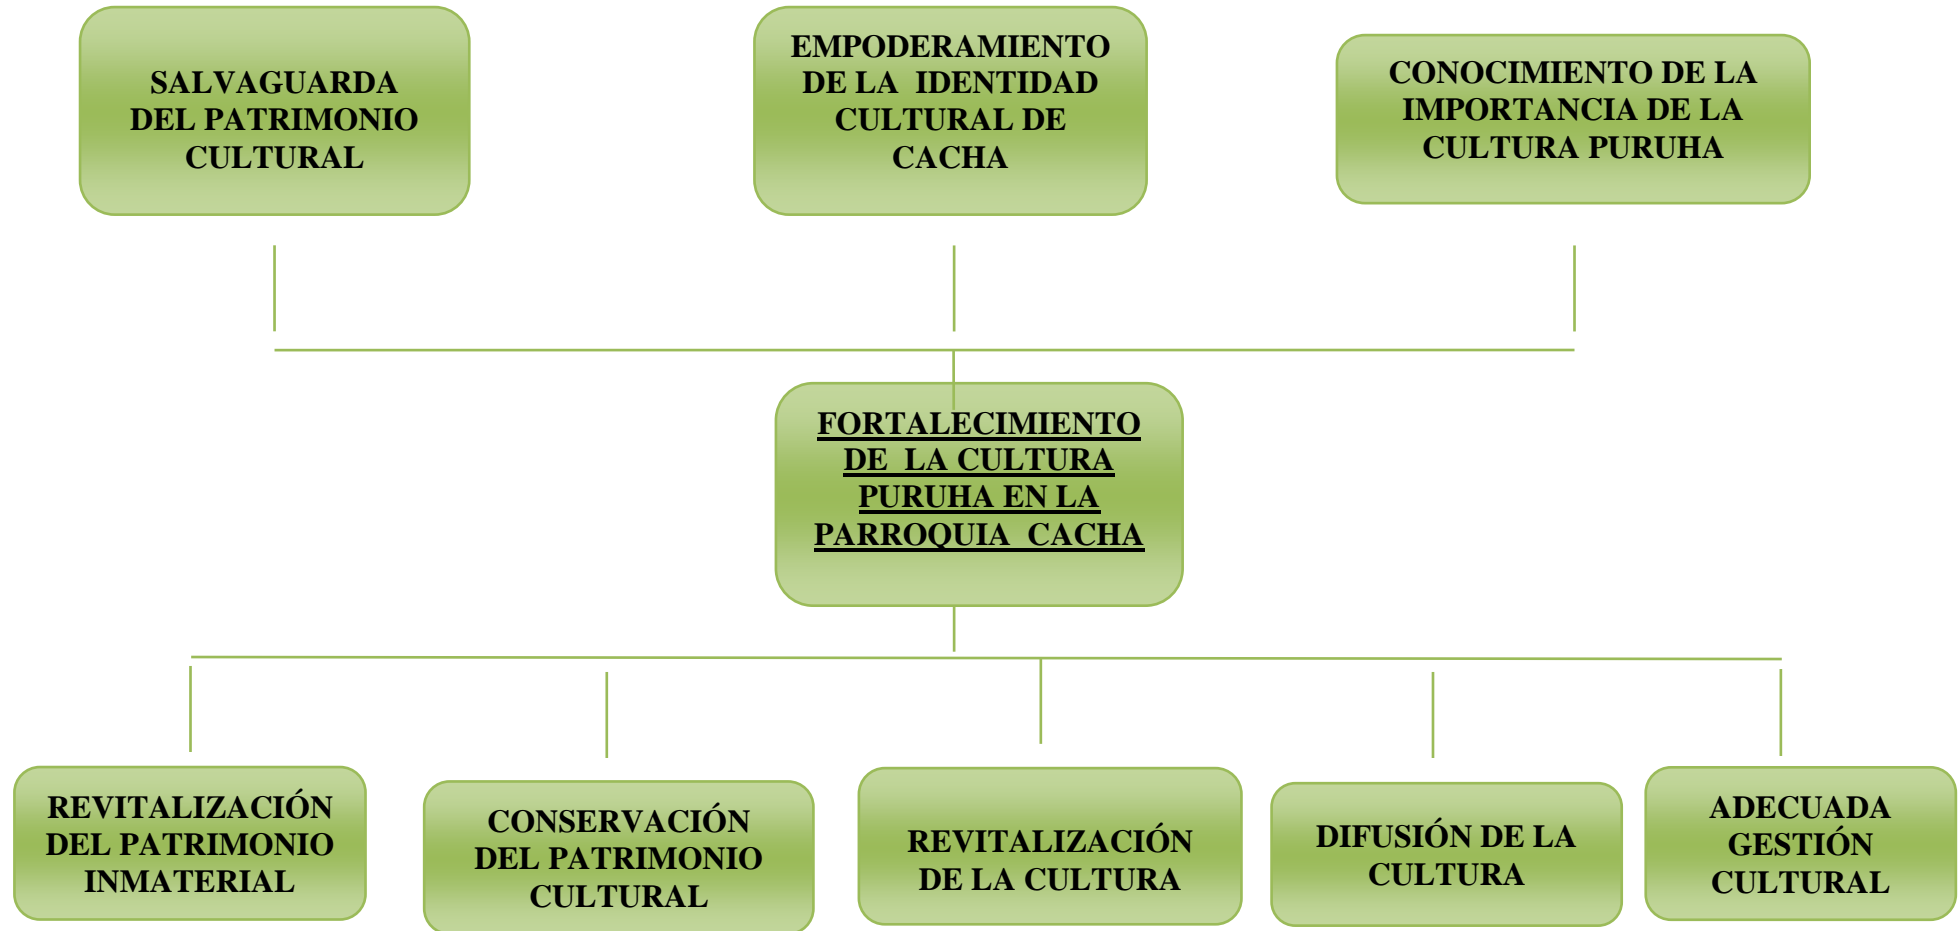 SALVAGUARDA
DEL PATRIMONIO
CULTURAL
EMPODERAMIENTO
DE LA IDENTIDAD
CULTURAL DE
CACHA
CONOCIMIENTO DE LA
IMPORTANCIA DE LA
CULTURA PURUHA
FORTALECIMIENTO
DE LA CULTURA
PURUHA EN LA
PARROQUIA CACHA
REVITALIZACIÓN
DEL PATRIMONIO
INMATERIAL
CONSERVACIÓN
DEL PATRIMONIO
CULTURAL
REVITALIZACIÓN
DE LA CULTURA
DIFUSIÓN DE LA
CULTURA
ADECUADA
GESTIÓN
CULTURAL